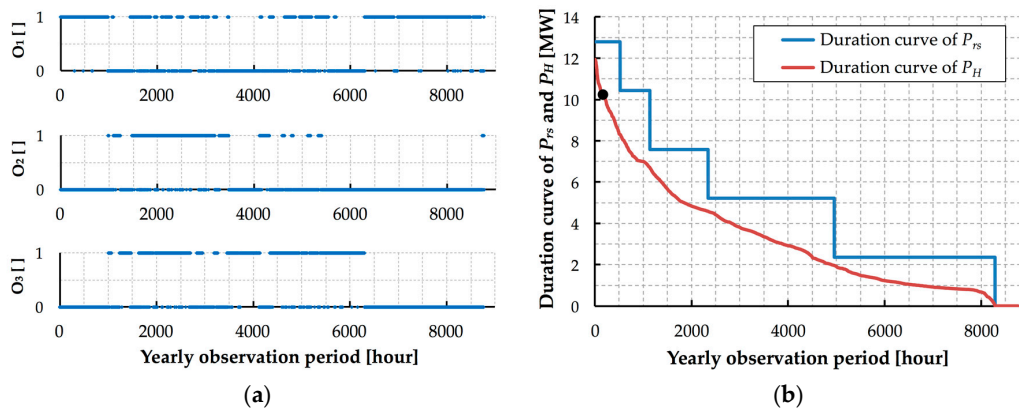 1
O₁ [ ]
0
0 2000 4000 6000 8000
1
O₂ [ ]
0
0 2000 4000 6000 8000
1
O₃ [ ]
0
0 2000 4000 6000 8000
Yearly observation period [hour]
(a)
Duration curve of Pᵣₛ and P_H [MW]
14
12
10
8
6
4
2
0
Duration curve of Pᵣₛ
Duration curve of P_H
0 2000 4000 6000 8000
Yearly observation period [hour]
(b)